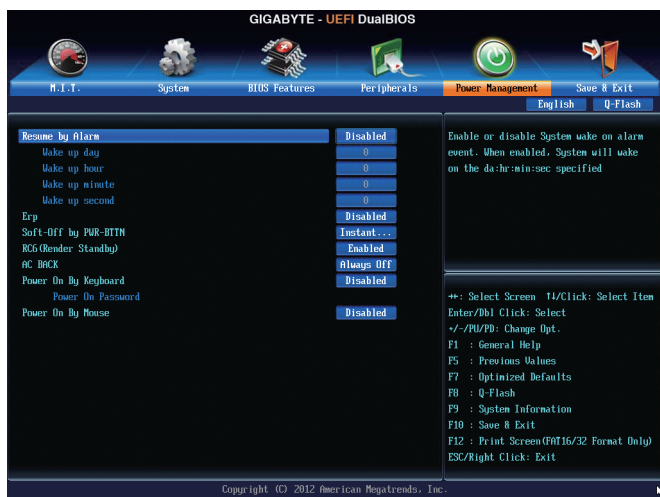 GIGABYTE - UEFI DualBIOS
M.I.T.
System
BIOS Features
Peripherals
Power Management
Save & Exit
English
Q-Flash
Resume by Alarm Disabled
Wake up day 0
Wake up hour 0
Wake up minute 0
Wake up second 0
Erp Disabled
Soft-Off by PWR-BTTN Instant...
RC6(Render Standby) Enabled
AC BACK Always Off
Power On By Keyboard Disabled
Power On Password
Power On By Mouse Disabled
Enable or disable System wake on alarm
event. When enabled, System will wake
on the da:hr:min:sec specified
→←: Select Screen ↑↓/Click: Select Item
Enter/Dbl Click: Select
+/-/PU/PD: Change Opt.
F1 : General Help
F5 : Previous Values
F7 : Optimized Defaults
F8 : Q-Flash
F9 : System Information
F10 : Save & Exit
F12 : Print Screen(FAT16/32 Format Only)
ESC/Right Click: Exit
Copyright (C) 2012 American Megatrends, Inc.